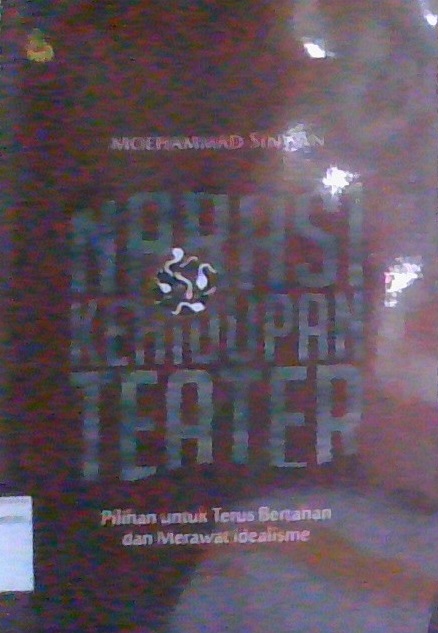 MOEHAMMAD
NARASI
KEHIDUPAN
TEATER
Pilihan untuk Terus Bertahan
dan Merawat Idealisme